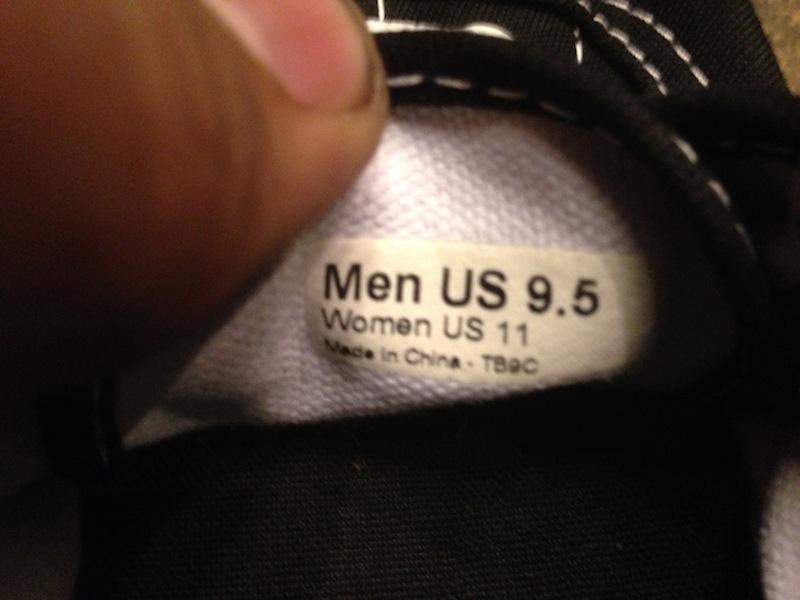 Men US 9.5
Women US 11
Made in China - TB9C